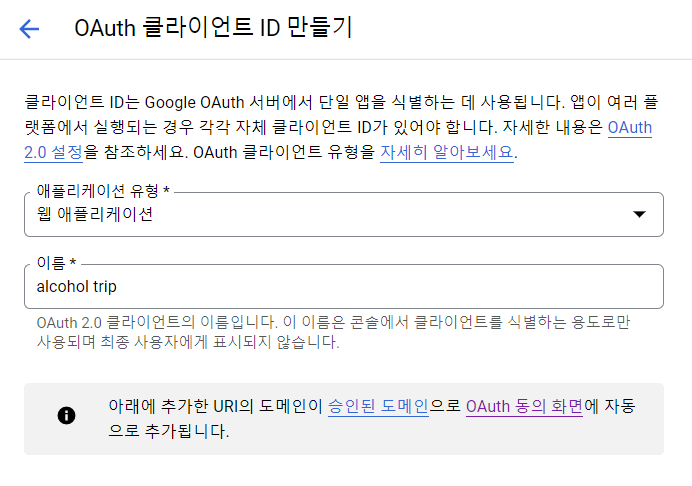 OAuth 클라이언트 ID 만들기
클라이언트 ID는 Google OAuth 서버에서 단일 앱을 식별하는 데 사용됩니다. 앱이 여러 플
랫폼에서 실행되는 경우 각각 자체 클라이언트 ID가 있어야 합니다. 자세한 내용은 OAuth
2.0 설정을 참조하세요. OAuth 클라이언트 유형을 자세히 알아보세요.
애플리케이션 유형 *
웹 애플리케이션
이름 *
alcohol trip
OAuth 2.0 클라이언트의 이름입니다. 이 이름은 콘솔에서 클라이언트를 식별하는 용도로만
사용되며 최종 사용자에게 표시되지 않습니다.
아래에 추가한 URI의 도메인이 승인된 도메인으로 OAuth 동의 화면에 자동
으로 추가됩니다.